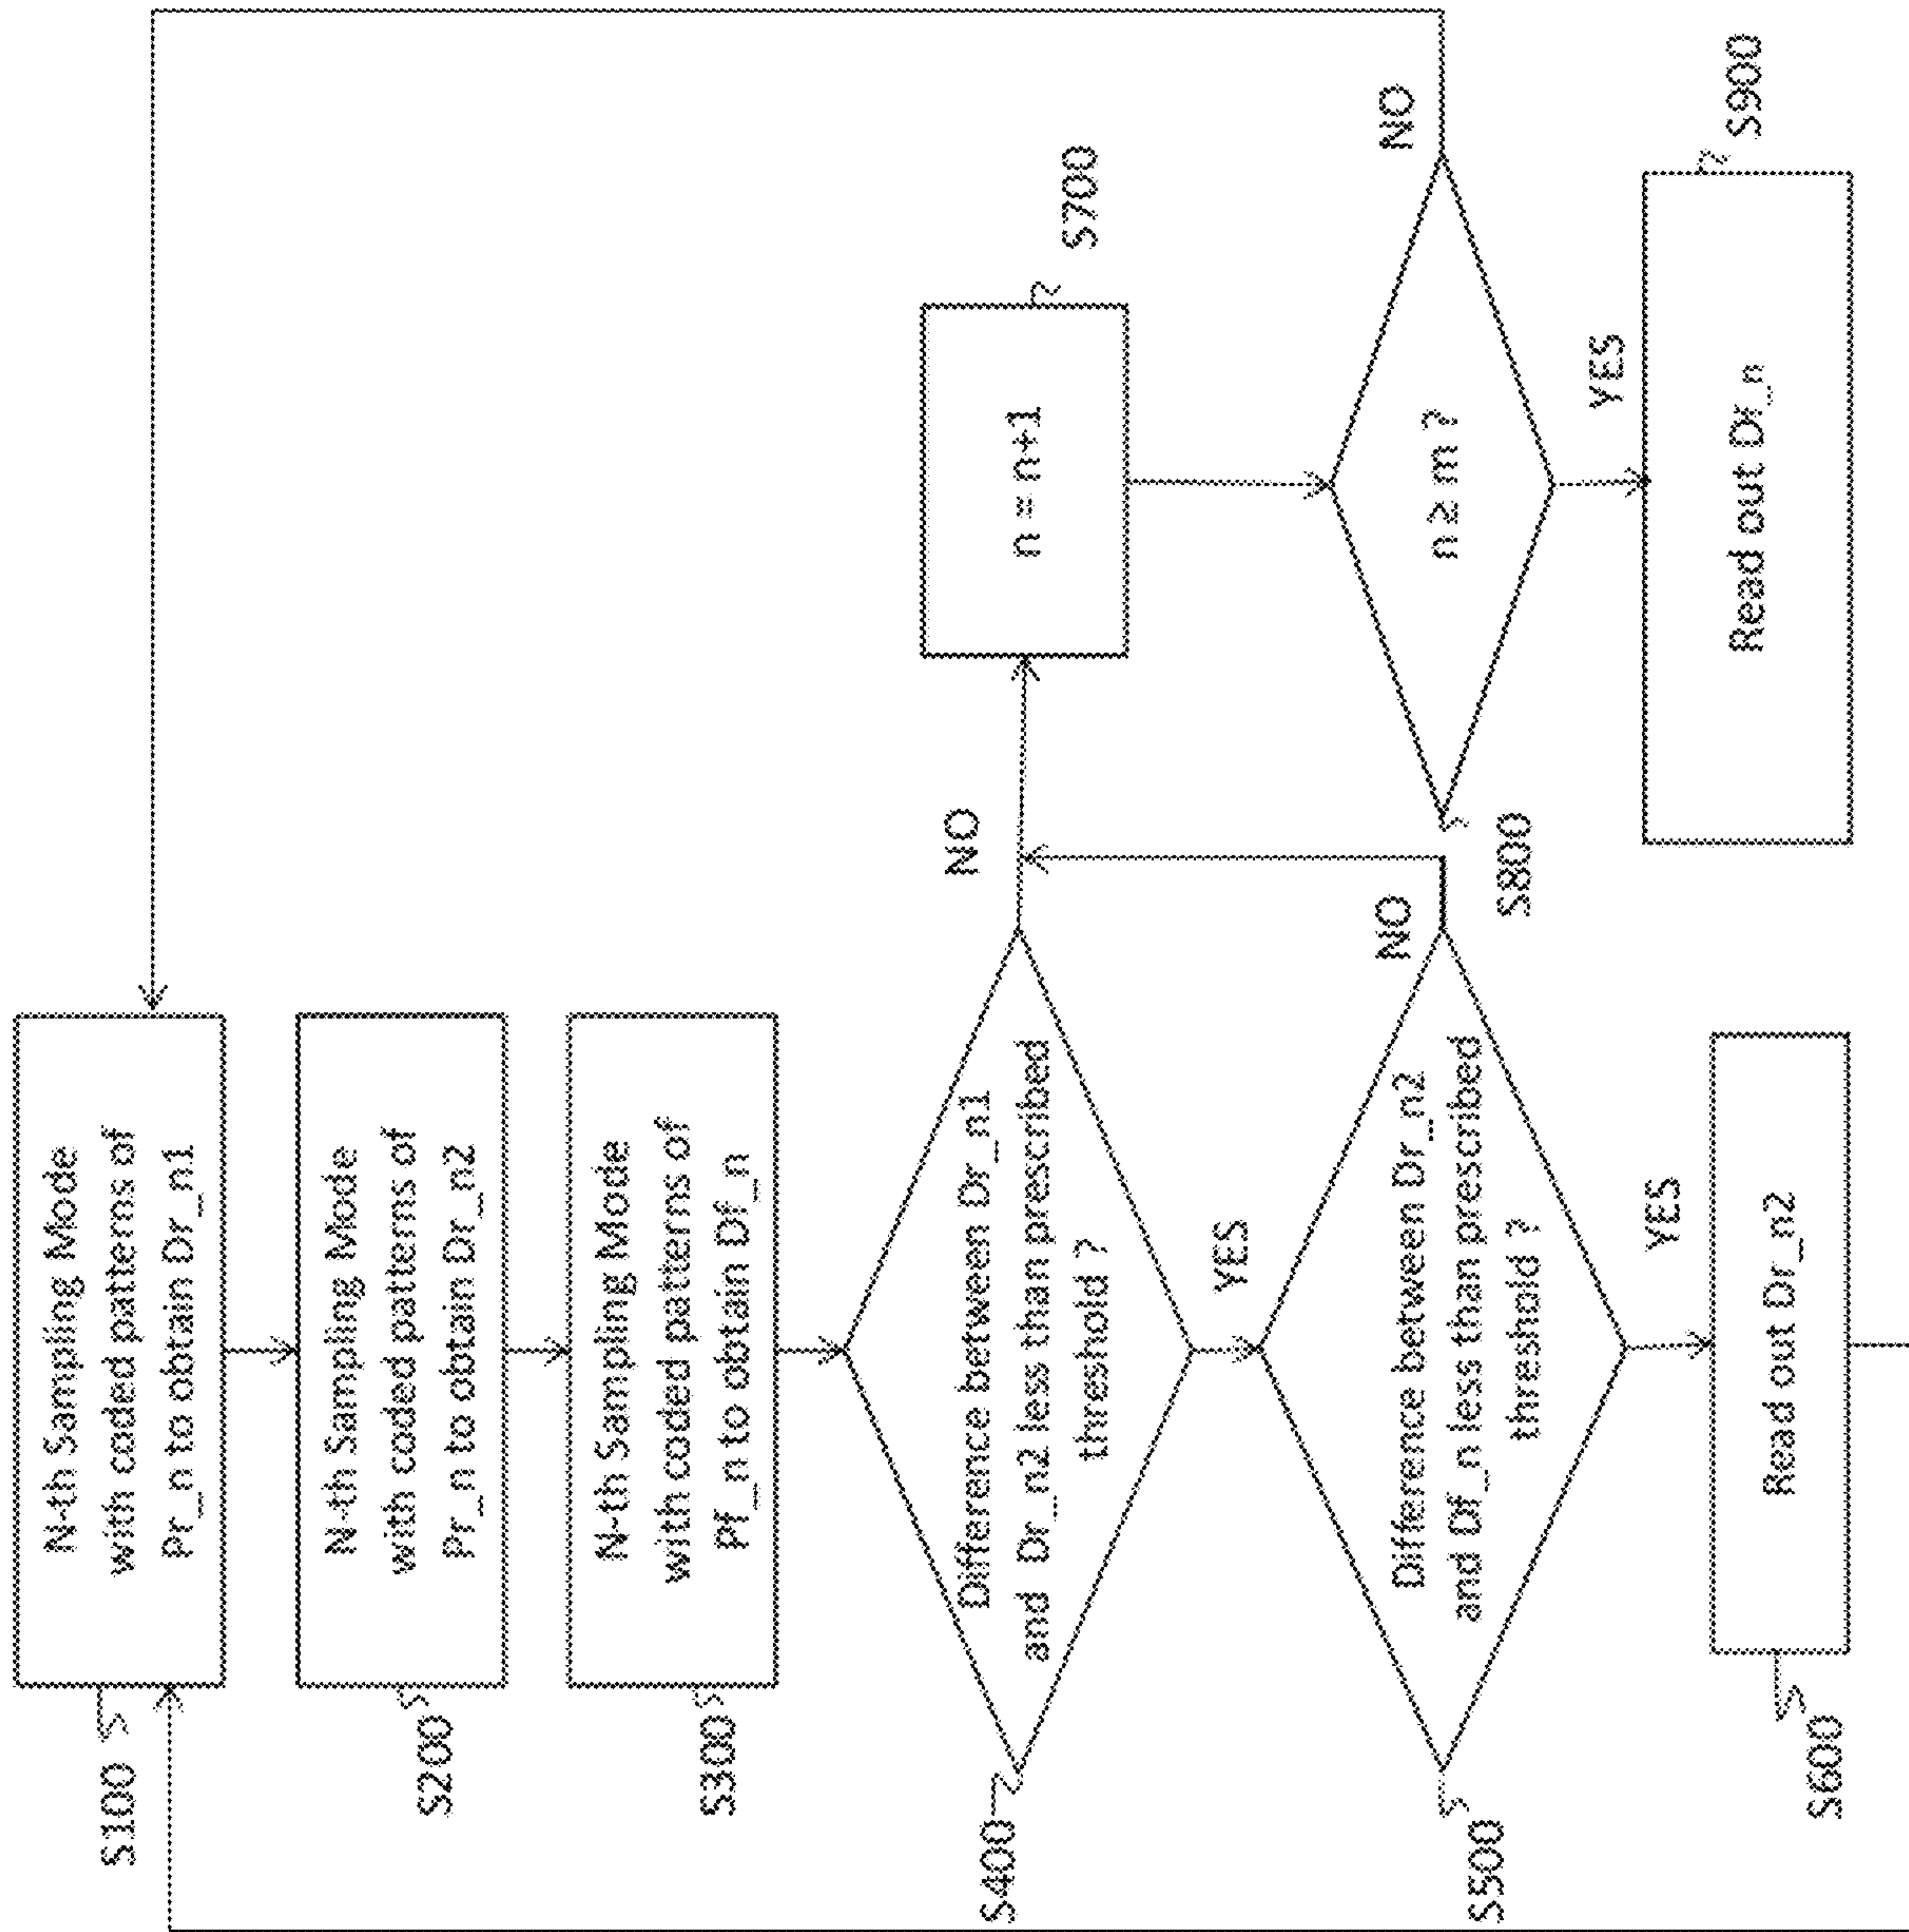 S100
N-th Sampling Mode
with coded patterns of
Pr_n to obtain Dr_n1
S200
N-th Sampling Mode
with coded patterns of
Pr_n to obtain Dr_n2
S300
N-th Sampling Mode
with coded patterns of
Pf_n to obtain Df_n
S400
Difference between Dr_n1
and Dr_n2 less than prescribed
threshold ?
NO
YES
S500
Difference between Dr_n2
and Df_n less than prescribed
threshold ?
NO
YES
S600
Read out Dr_n2
S700
n = n+1
S800
n ≥ m ?
NO
YES
S900
Read out Dr_n